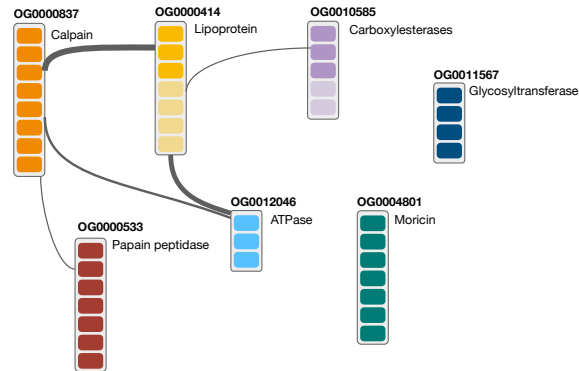 OG0000837
Calpain
OG0000414
Lipoprotein
OG0010585
Carboxylesterases
OG0011567
Glycosyltransferase
OG0012046
ATPase
OG0004801
Moricin
OG0000533
Papain peptidase